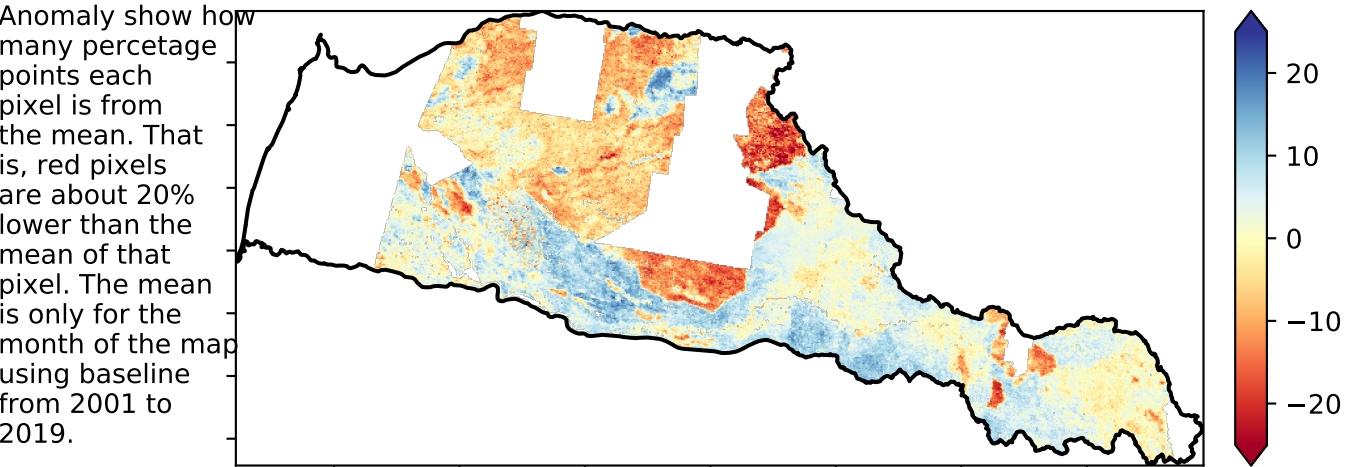 Anomaly show how
many percetage
points each
pixel is from
the mean. That
is, red pixels
are about 20%
lower than the
mean of that
pixel. The mean
is only for the
month of the map
using baseline
from 2001 to
2019.
20
10
0
−10
−20